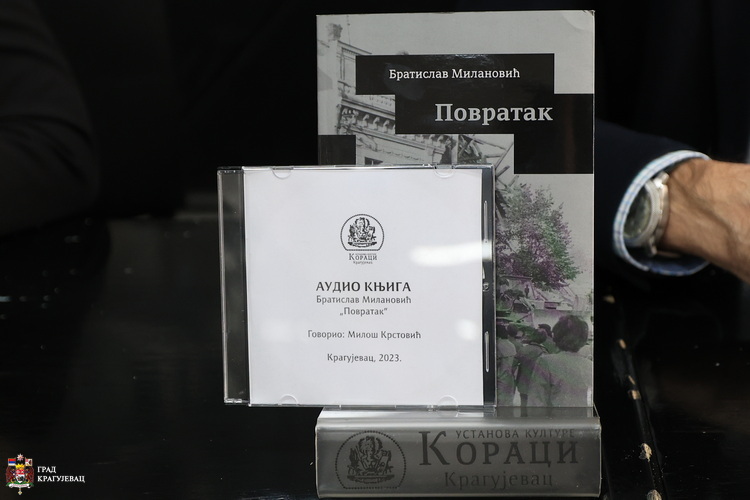 Братислав Милановић
Повратак
КОРАЦИ
Крагујевац
АУДИО КЊИГА
Братислав Милановић
„Повратак“
Говорио: Милош Крстовић
Крагујевац, 2023.
УСТАНОВА КУЛТУРЕ
КОРАЦИ
Крагујевац
ГРАД
КРАГУЈЕВАЦ